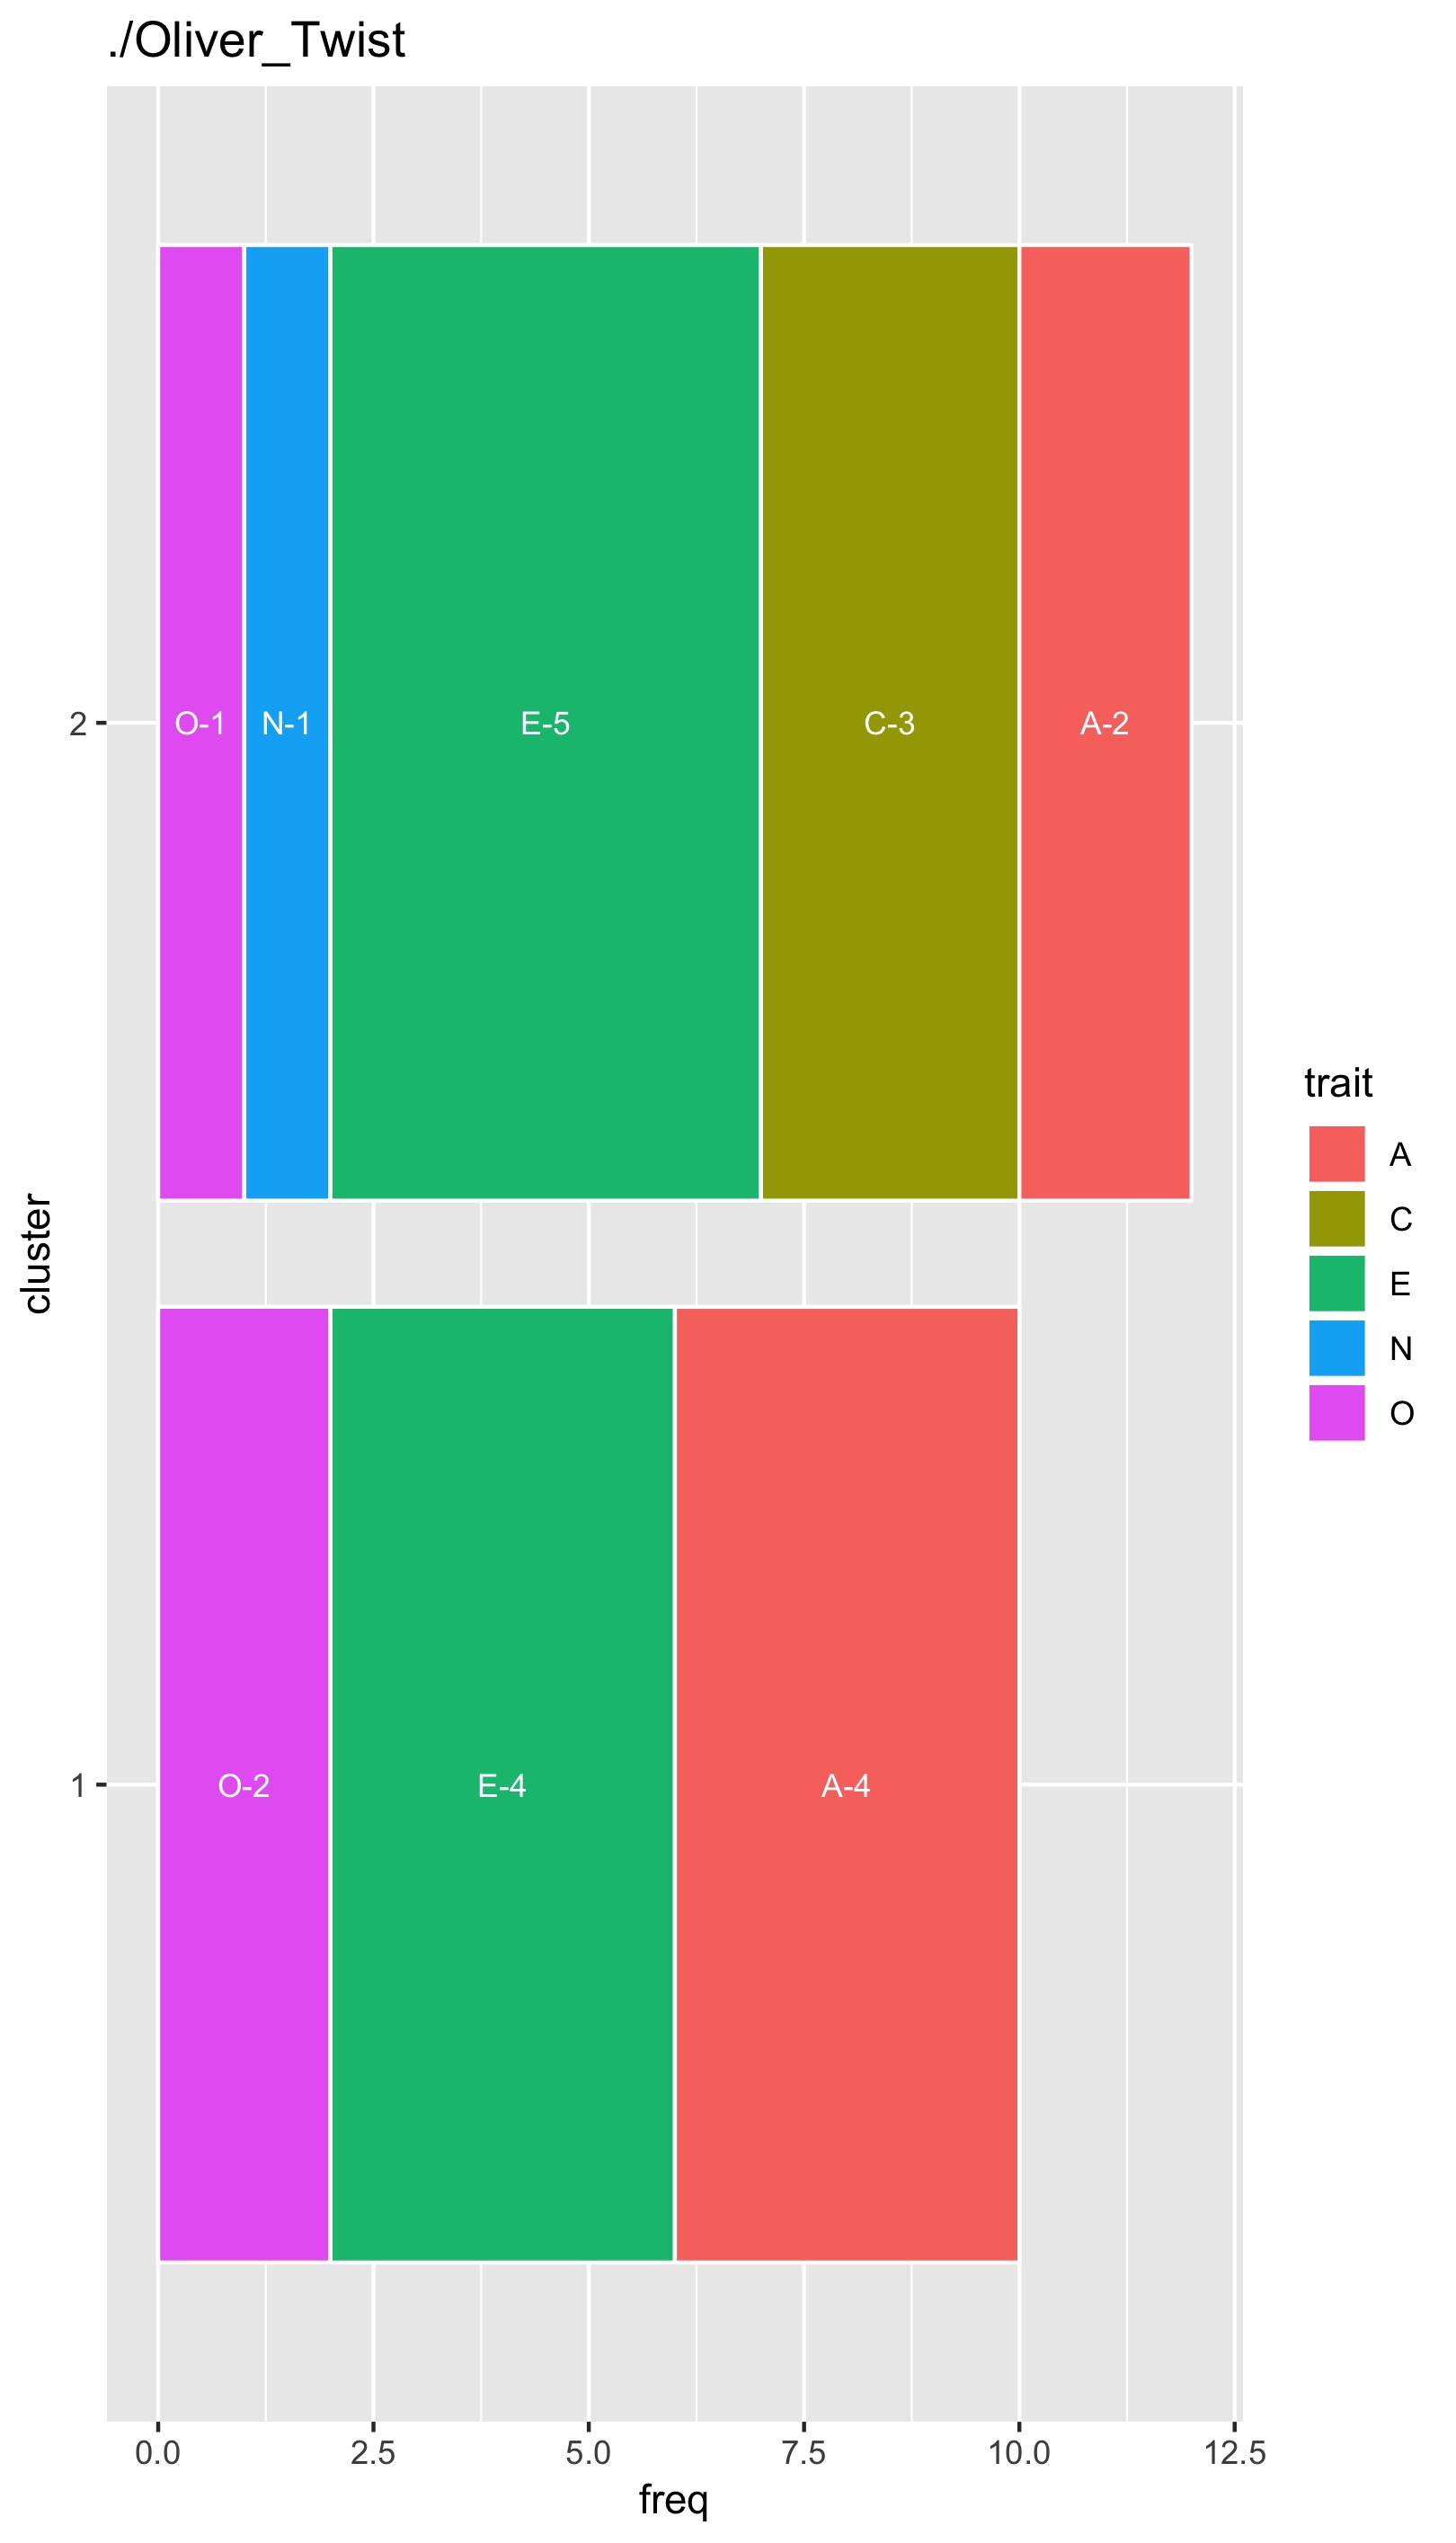 ./Oliver_Twist
cluster
2
O-1 N-1 E-5 C-3 A-2
1
O-2 E-4 A-4
0.0 2.5 5.0 7.5 10.0 12.5
freq
trait
A
C
E
N
O